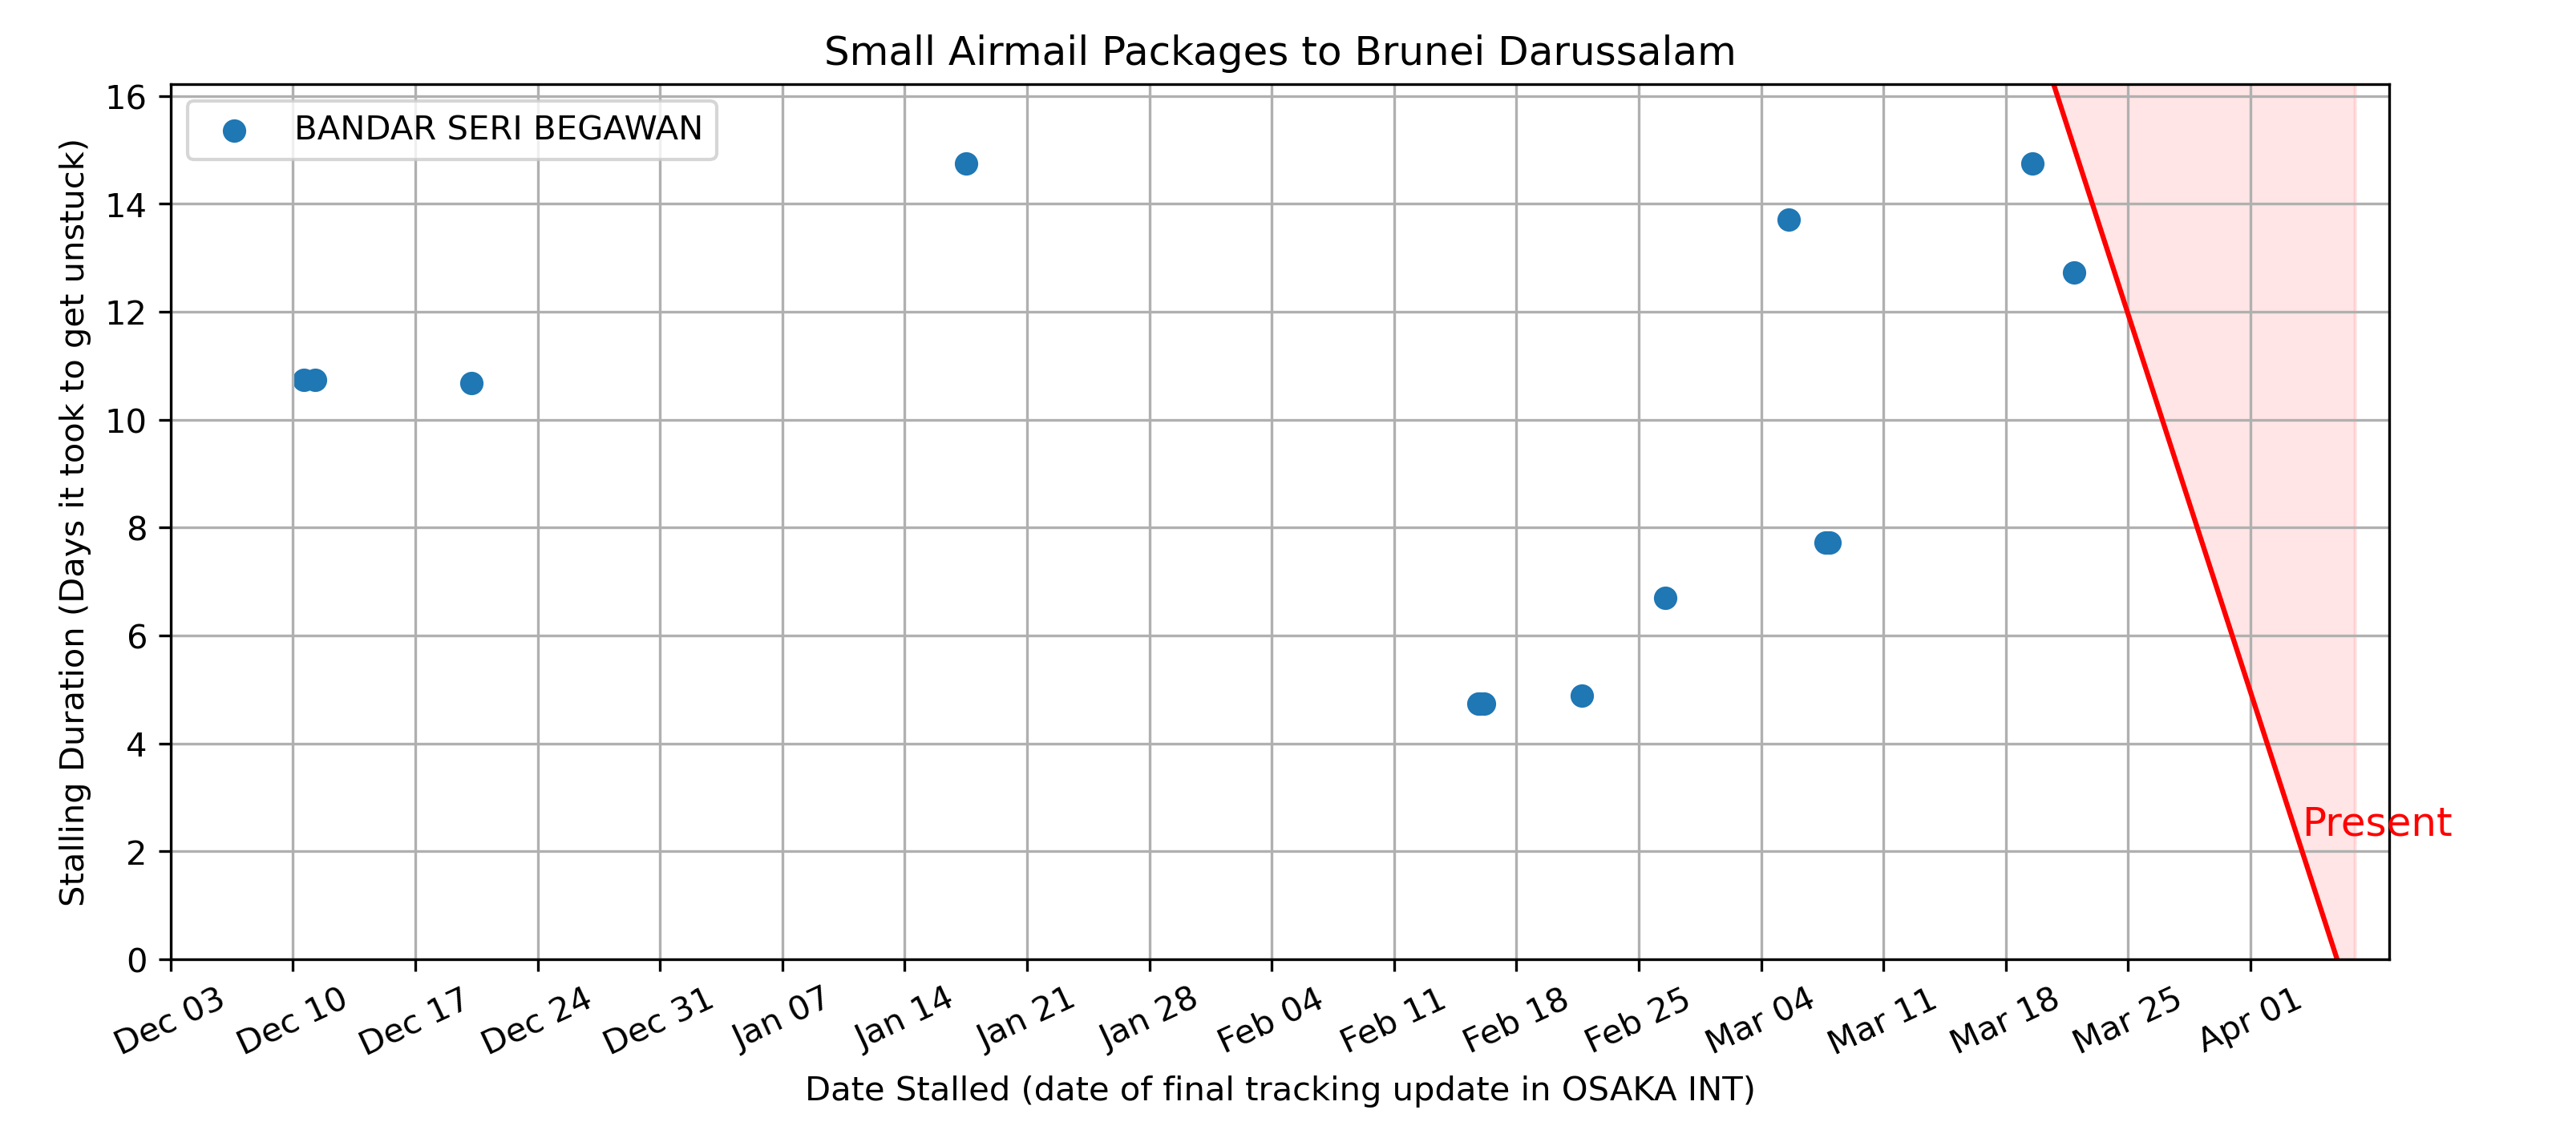 Small Airmail Packages to Brunei Darussalam
BANDAR SERI BEGAWAN
Stalling Duration (Days it took to get unstuck)
16
14
12
10
8
6
4
2
0
Present
Dec 03
Dec 10
Dec 17
Dec 24
Dec 31
Jan 07
Jan 14
Jan 21
Jan 28
Feb 04
Feb 11
Feb 18
Feb 25
Mar 04
Mar 11
Mar 18
Mar 25
Apr 01
Date Stalled (date of final tracking update in OSAKA INT)